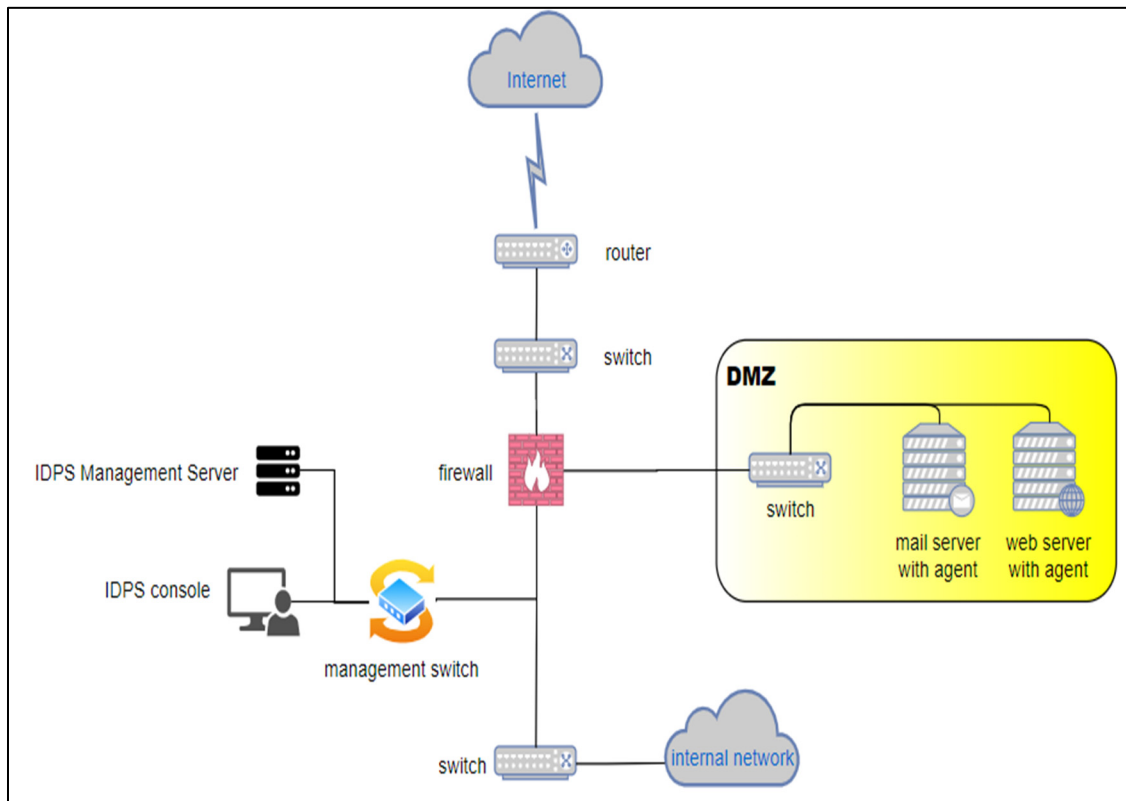 Internet
router
switch
DMZ
IDPS Management Server
firewall
switch
mail server
with agent
web server
with agent
IDPS console
management switch
switch
internal network